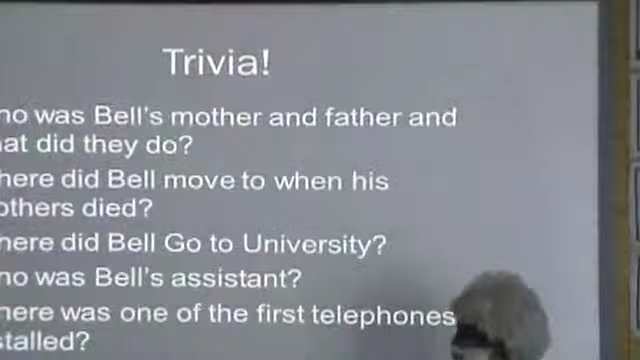 Trivia!
ho was Bell's mother and father and
at did they do?
here did Bell move to when his
others died?
here did Bell Go to University?
ho was Bell's assistant?
here was one of the first telephones
stalled?